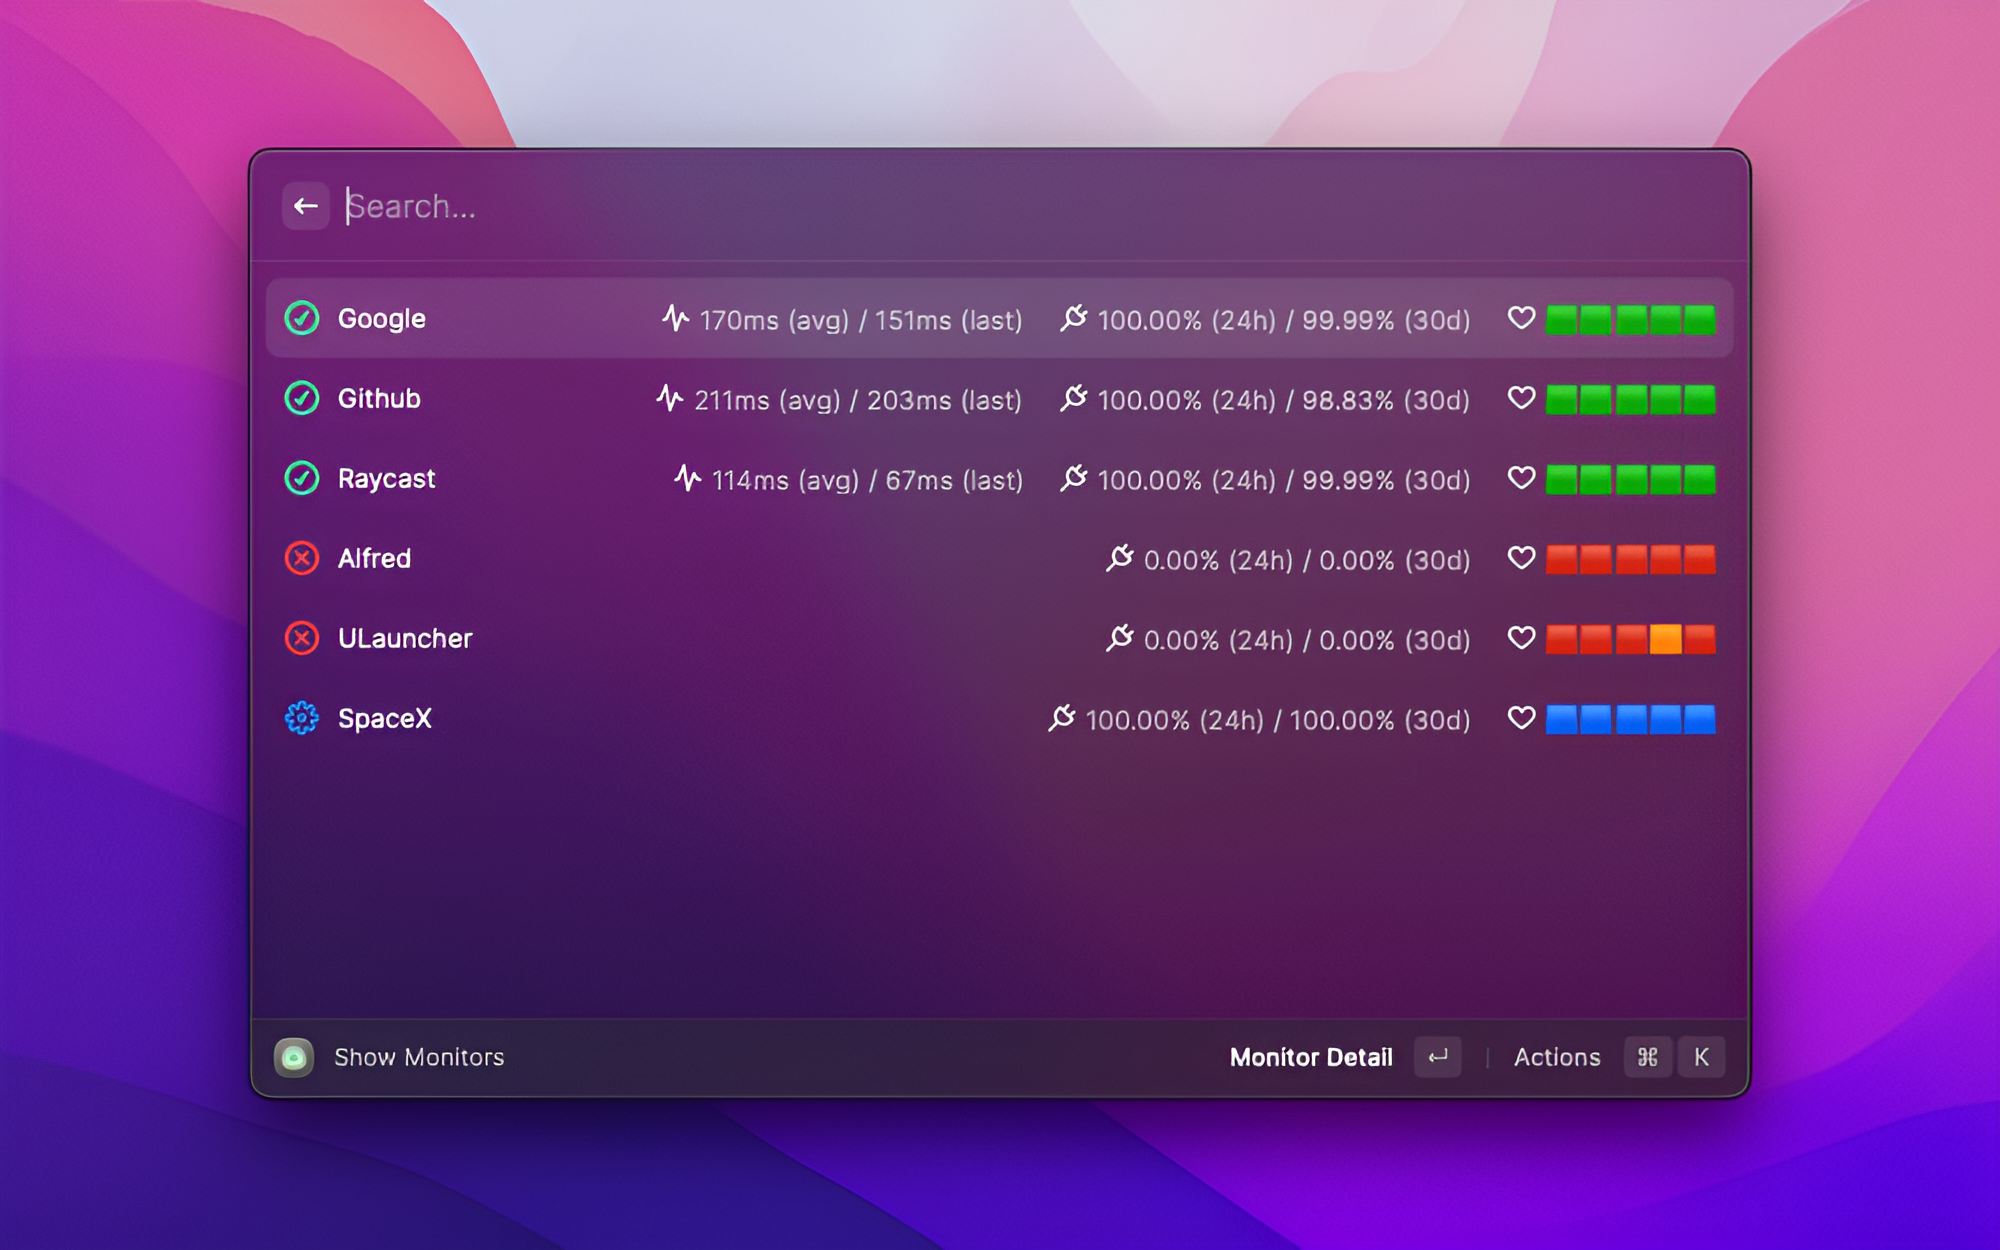 Search...
Google 170ms (avg) / 151ms (last) 100.00% (24h) / 99.99% (30d)
Github 211ms (avg) / 203ms (last) 100.00% (24h) / 98.83% (30d)
Raycast 114ms (avg) / 67ms (last) 100.00% (24h) / 99.99% (30d)
Alfred 0.00% (24h) / 0.00% (30d)
ULauncher 0.00% (24h) / 0.00% (30d)
SpaceX 100.00% (24h) / 100.00% (30d)
Show Monitors Monitor Detail ↵ Actions ⌘ K